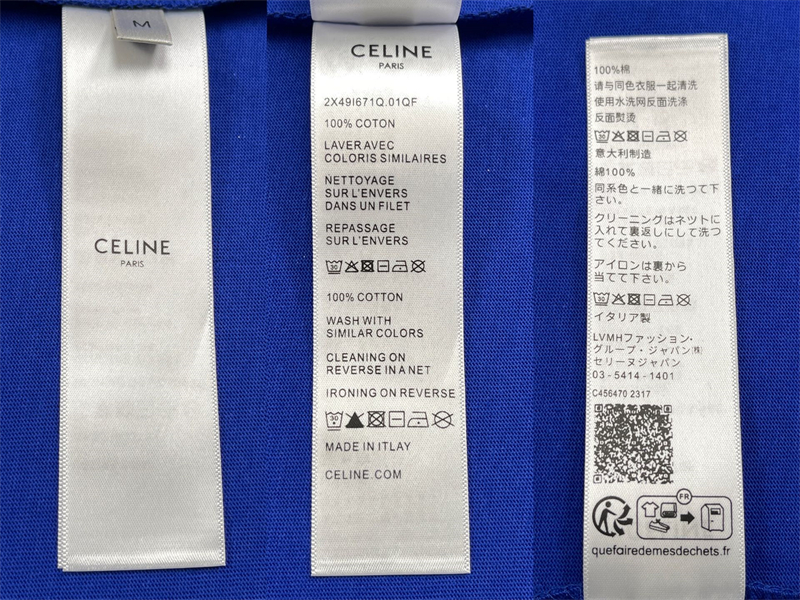 M
CELINE
PARIS
CELINE
PARIS
2X49I671Q.01QF
100% COTON
LAVER AVEC
COLORIS SIMILAIRES
NETTOYAGE
SUR L'ENVERS
DANS UN FILET
REPASSAGE
SUR L'ENVERS
30
100% COTTON
WASH WITH
SIMILAR COLORS
CLEANING ON
REVERSE IN A NET
IRONING ON REVERSE
30
MADE IN ITLAY
CELINE.COM
100%棉
请与同色衣服一起清洗
使用水洗网反面洗涤
反面熨烫
30
意大利制造
綿100%
同系色と一緒に洗つて下
さい。
クリーニングはネットに
入れて裏返しにして洗つ
てください。
アイロンは裏から
当てて下さい。
30
イタリア製
LVMHファッション・
グループ・ジャパン㈱
セリーヌジャパン
03-5414-1401
C456470 2317
FR
quefairedemesdechets.fr